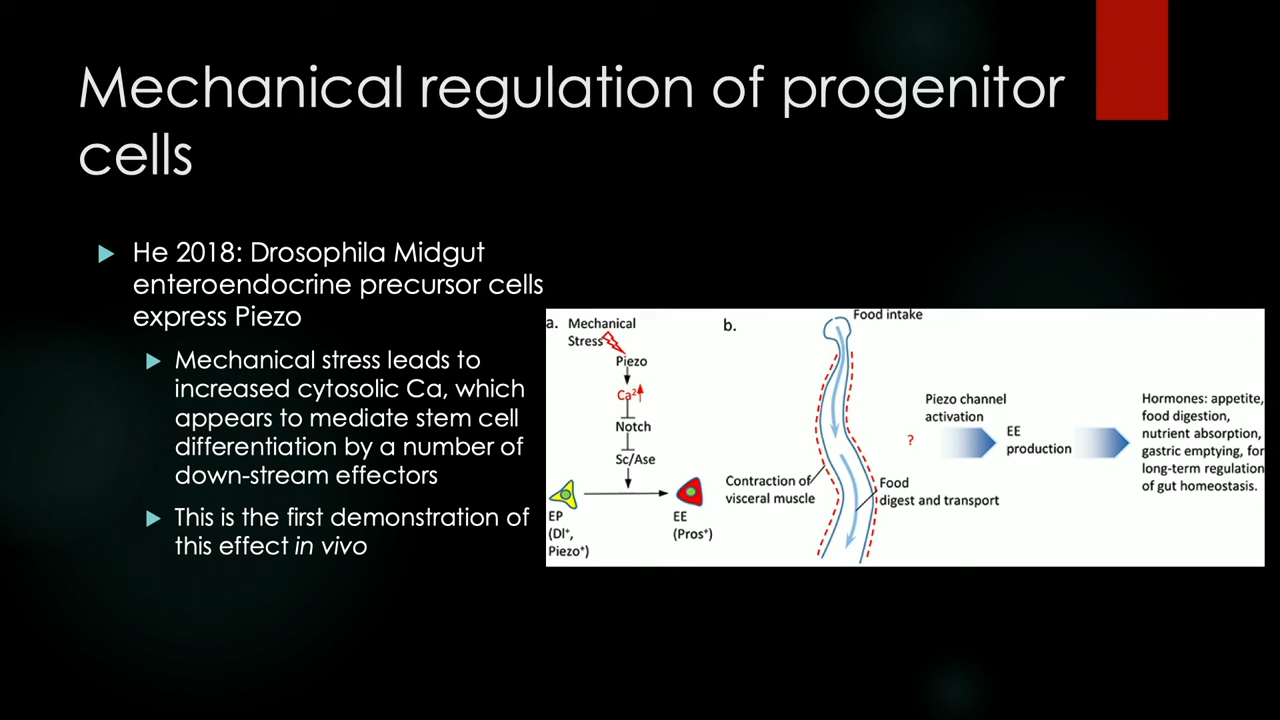 Mechanical regulation of progenitor
cells
He 2018: Drosophila Midgut
enteroendocrine precursor cells
express Piezo
Mechanical stress leads to
increased cytosolic Ca, which
appears to mediate stem cell
differentiation by a number of
down-stream effectors
This is the first demonstration of
this effect in vivo
a. Mechanical
Stress
Piezo
Ca²⁺
Notch
Sc/Ase
EP
(Dl⁺,
Piezo⁺)
EE
(Pros⁺)
b.
Food intake
Contraction of
visceral muscle
Food
digest and transport
?
Piezo channel
activation
EE
production
Hormones: appetite,
food digestion,
nutrient absorption,
gastric emptying, for
long-term regulation
of gut homeostasis.